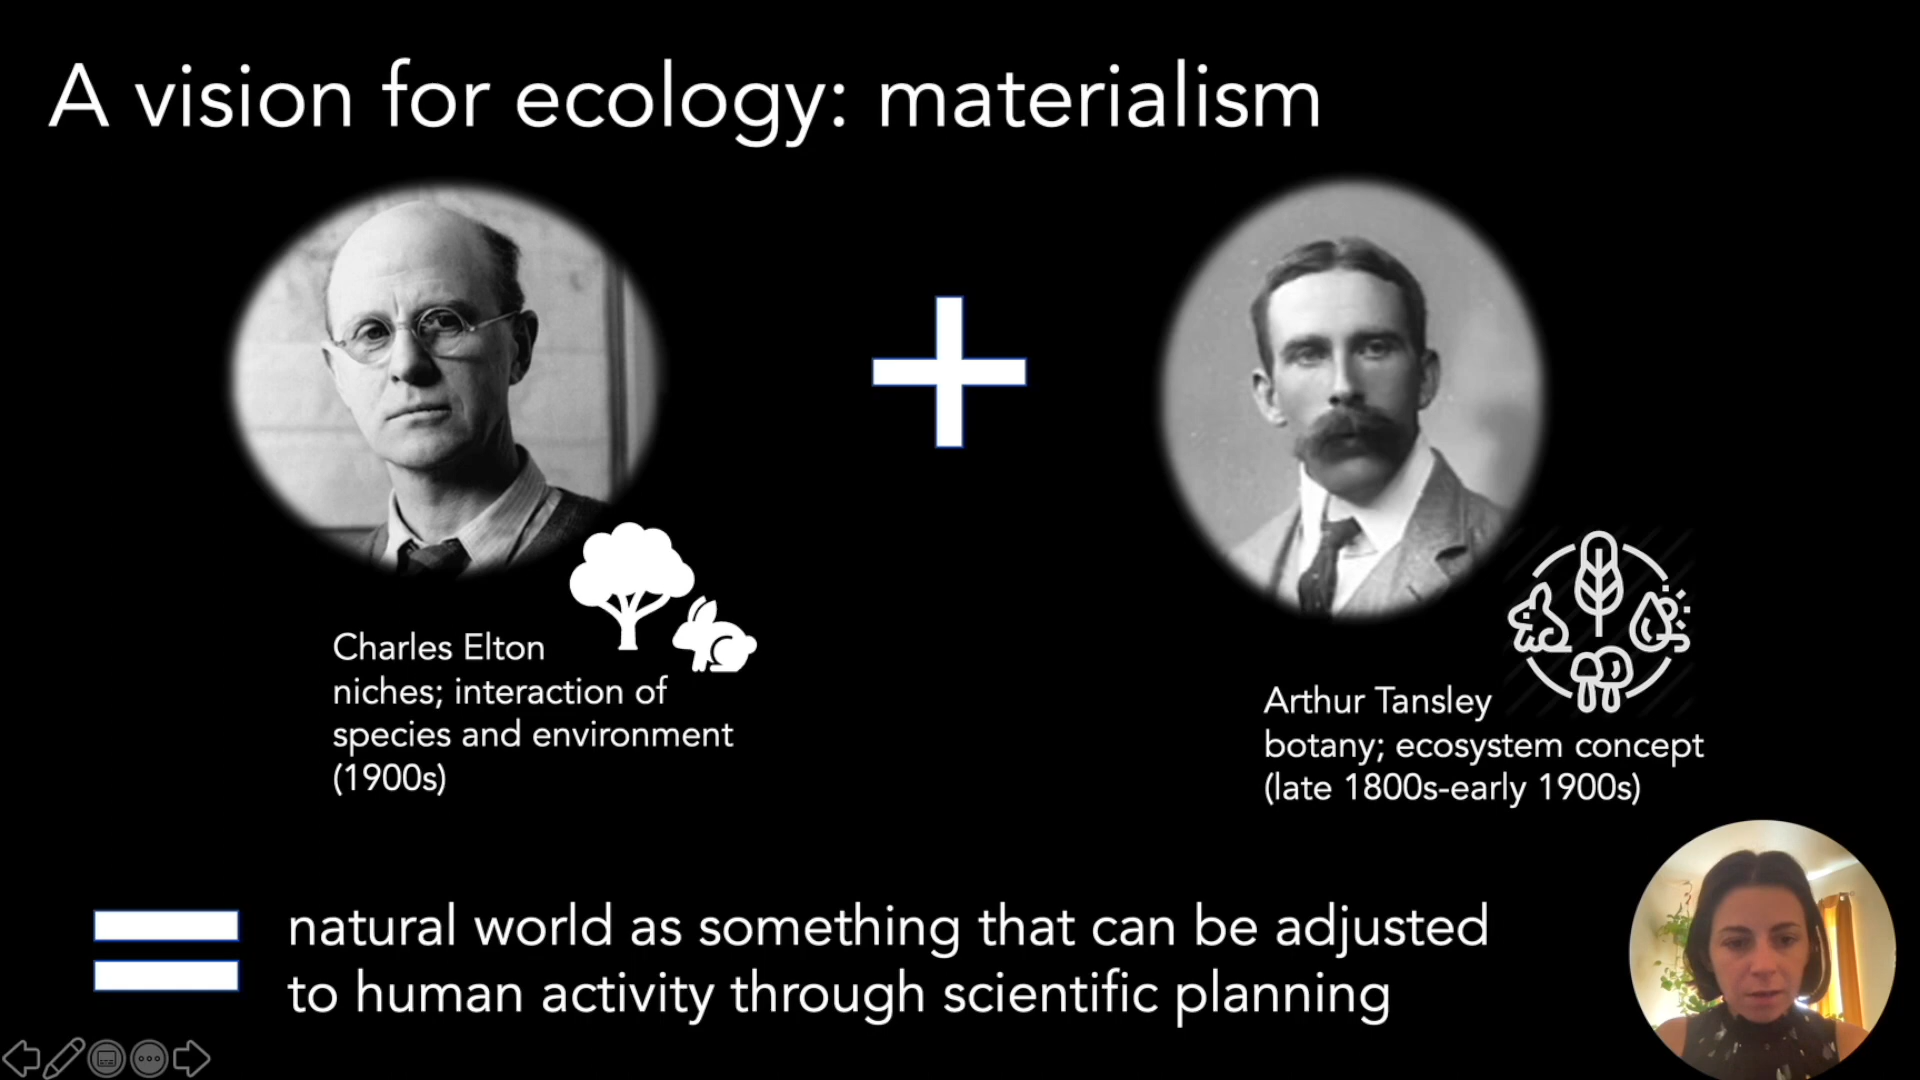 A vision for ecology: materialism
Charles Elton
niches; interaction of
species and environment
(1900s)
Arthur Tansley
botany; ecosystem concept
(late 1800s-early 1900s)
natural world as something that can be adjusted
to human activity through scientific planning